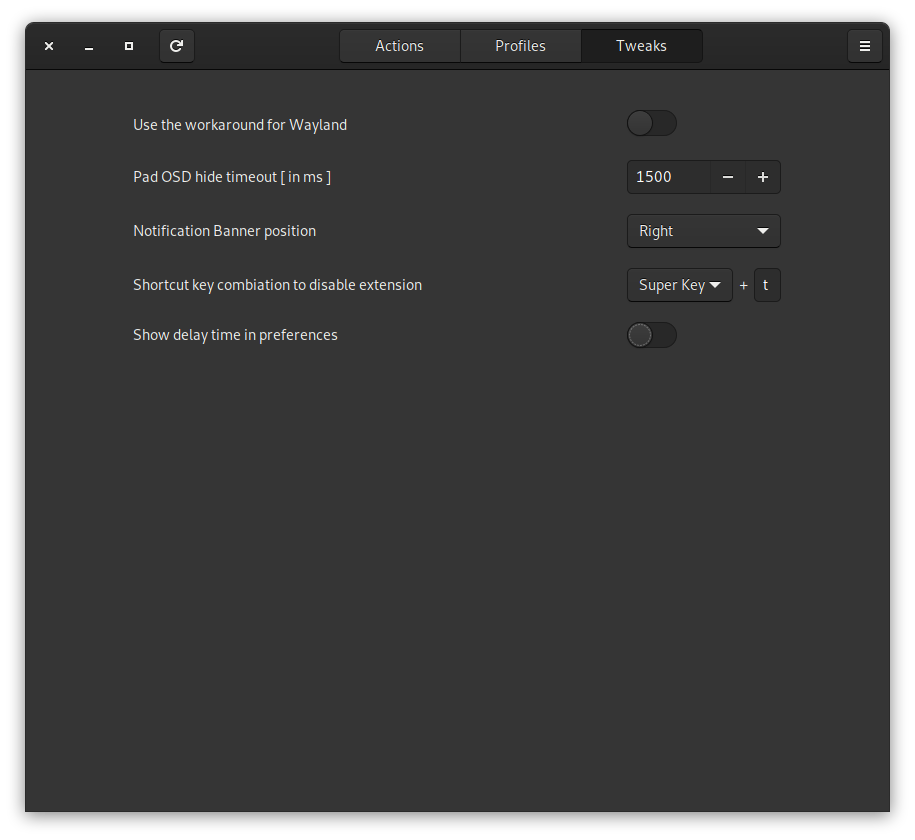 Actions Profiles Tweaks
Use the workaround for Wayland
Pad OSD hide timeout [ in ms ] 1500 − +
Notification Banner position Right
Shortcut key combiation to disable extension Super Key + t
Show delay time in preferences